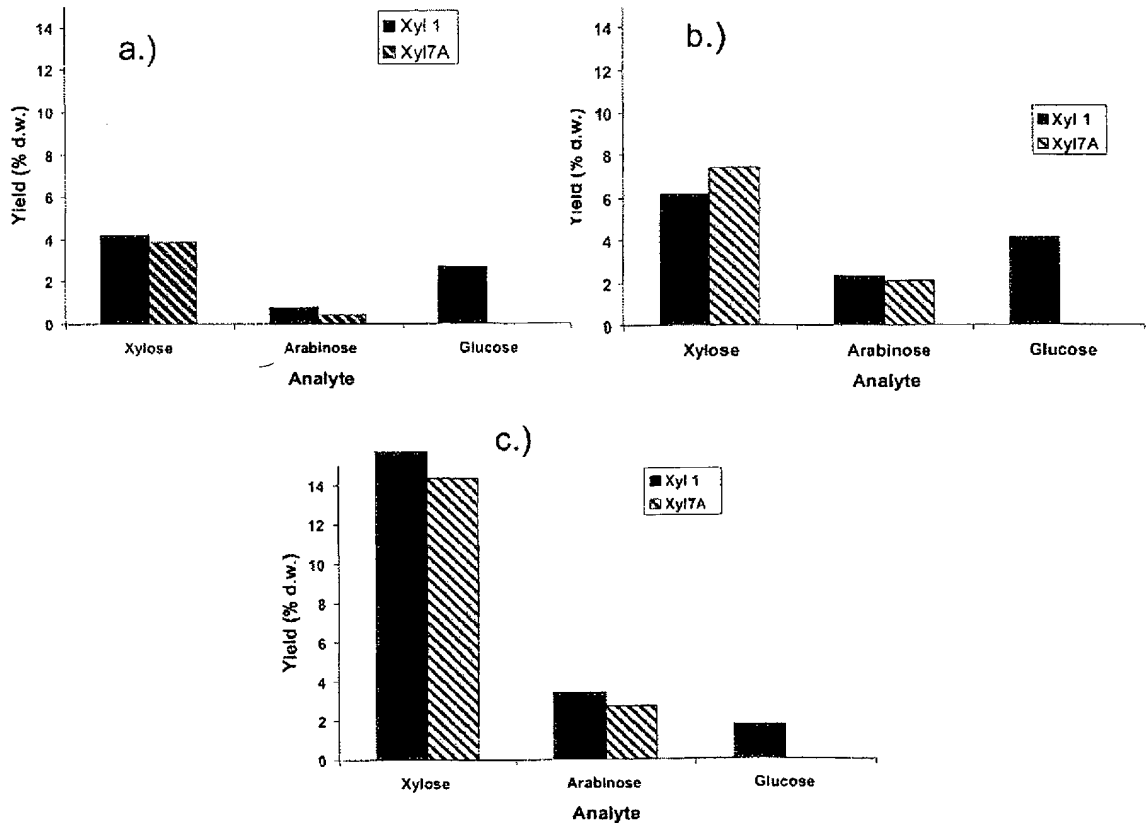 a.)
Xyl 1
Xyl7A
14
12
10
8
6
4
2
0
Yield (% d.w.)
Xylose Arabinose Glucose
Analyte
b.)
Xyl 1
Xyl7A
14
12
10
8
6
4
2
0
Yield (% d.w.)
Xylose Arabinose Glucose
Analyte
c.)
Xyl 1
Xyl7A
14
12
10
8
6
4
2
0
Yield (% d.w.)
Xylose Arabinose Glucose
Analyte